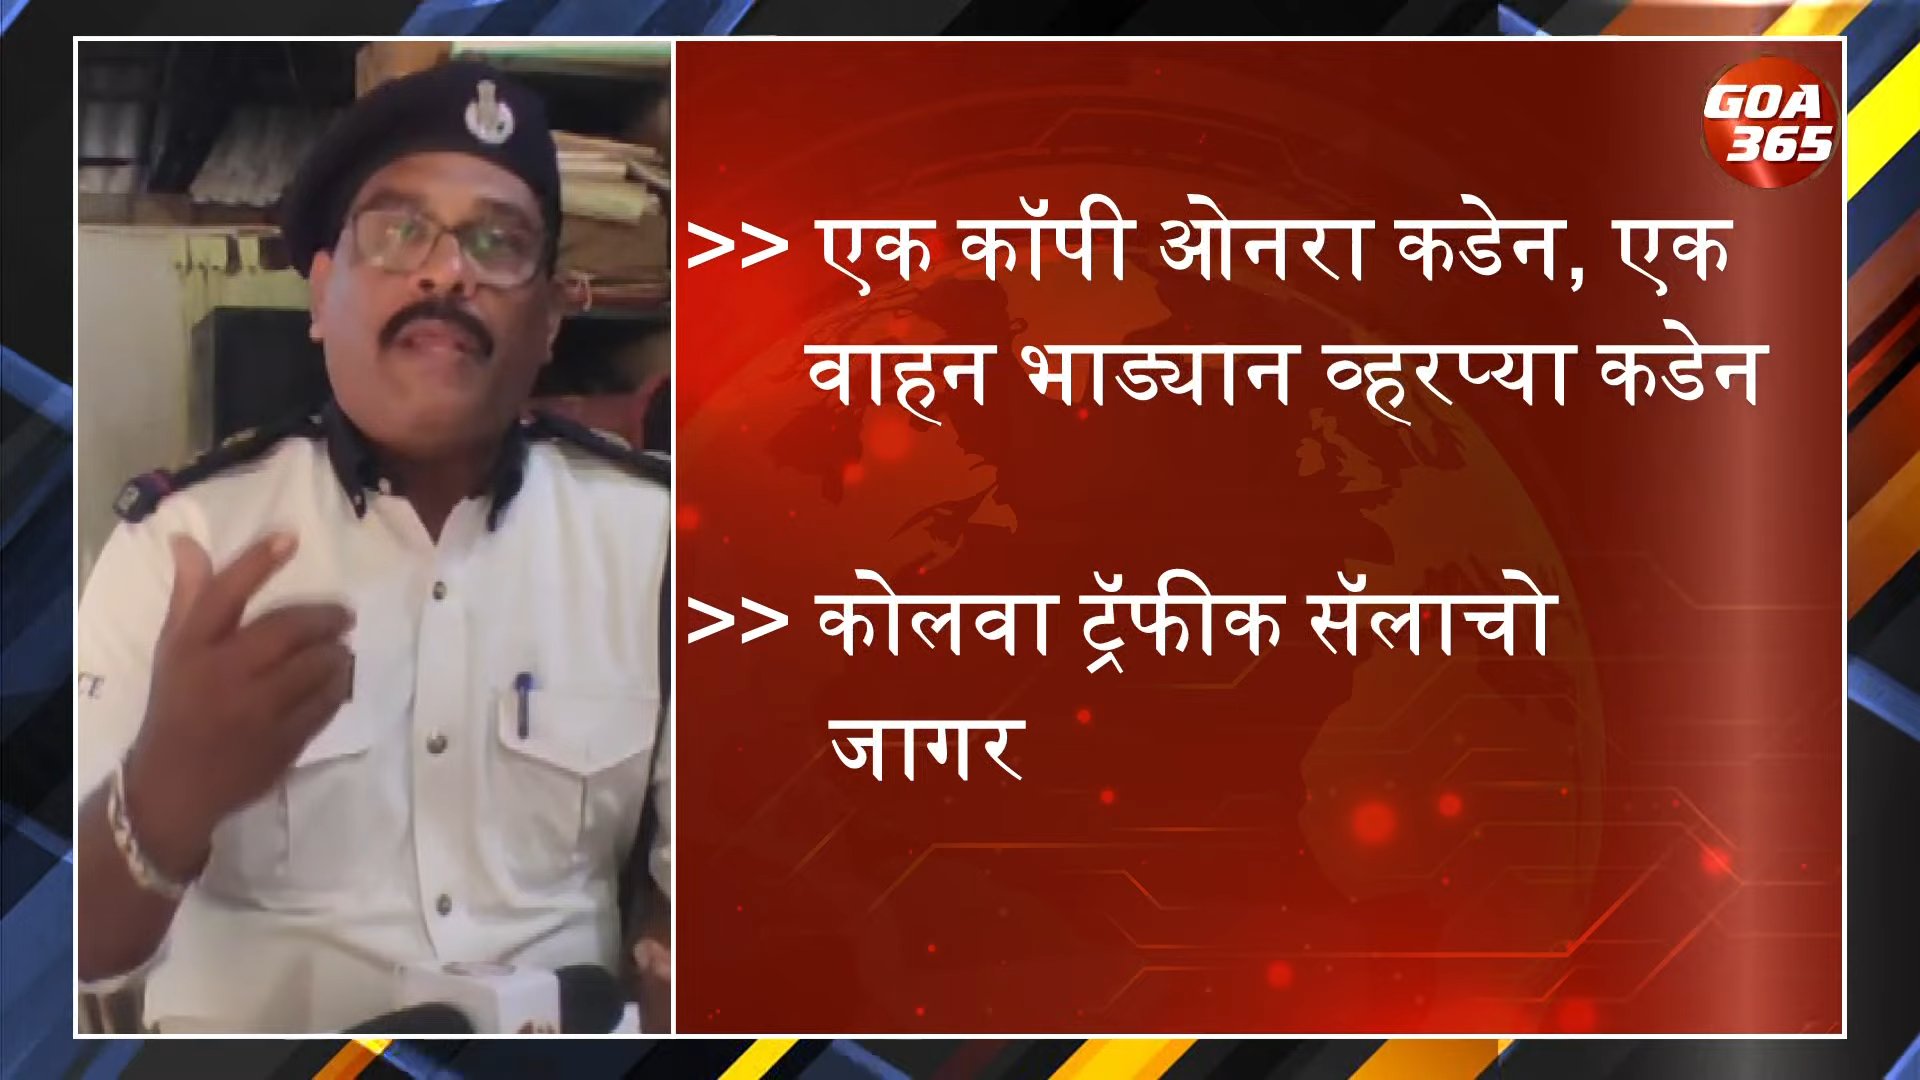 GOA
365
>> एक कॉपी ओनरा कडेन, एक
वाहन भाड्यान व्हरप्या कडेन
>> कोलवा ट्रॅफीक सॅलाचो
जागर